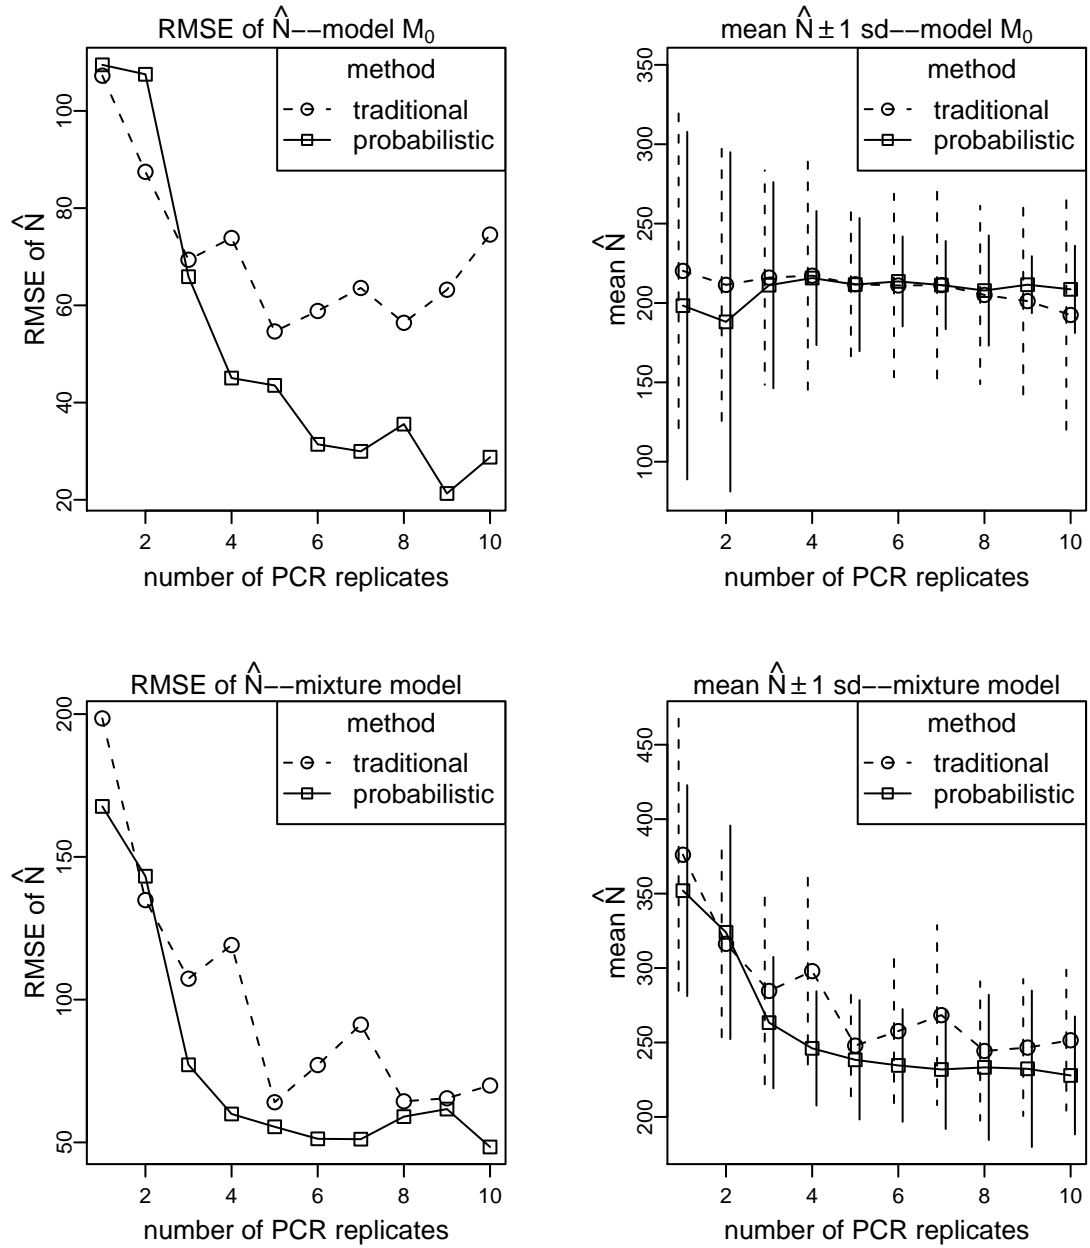 RMSE of N̂−−model M₀
RMSE of N̂
100
80
60
40
20
method
traditional
probabilistic
2 4 6 8 10
number of PCR replicates
mean N̂ ± 1 sd−−model M₀
mean N̂
350
300
250
200
150
100
method
traditional
probabilistic
2 4 6 8 10
number of PCR replicates
RMSE of N̂−−mixture model
RMSE of N̂
200
150
100
50
method
traditional
probabilistic
2 4 6 8 10
number of PCR replicates
mean N̂ ± 1 sd−−mixture model
mean N̂
450
400
350
300
250
200
method
traditional
probabilistic
2 4 6 8 10
number of PCR replicates